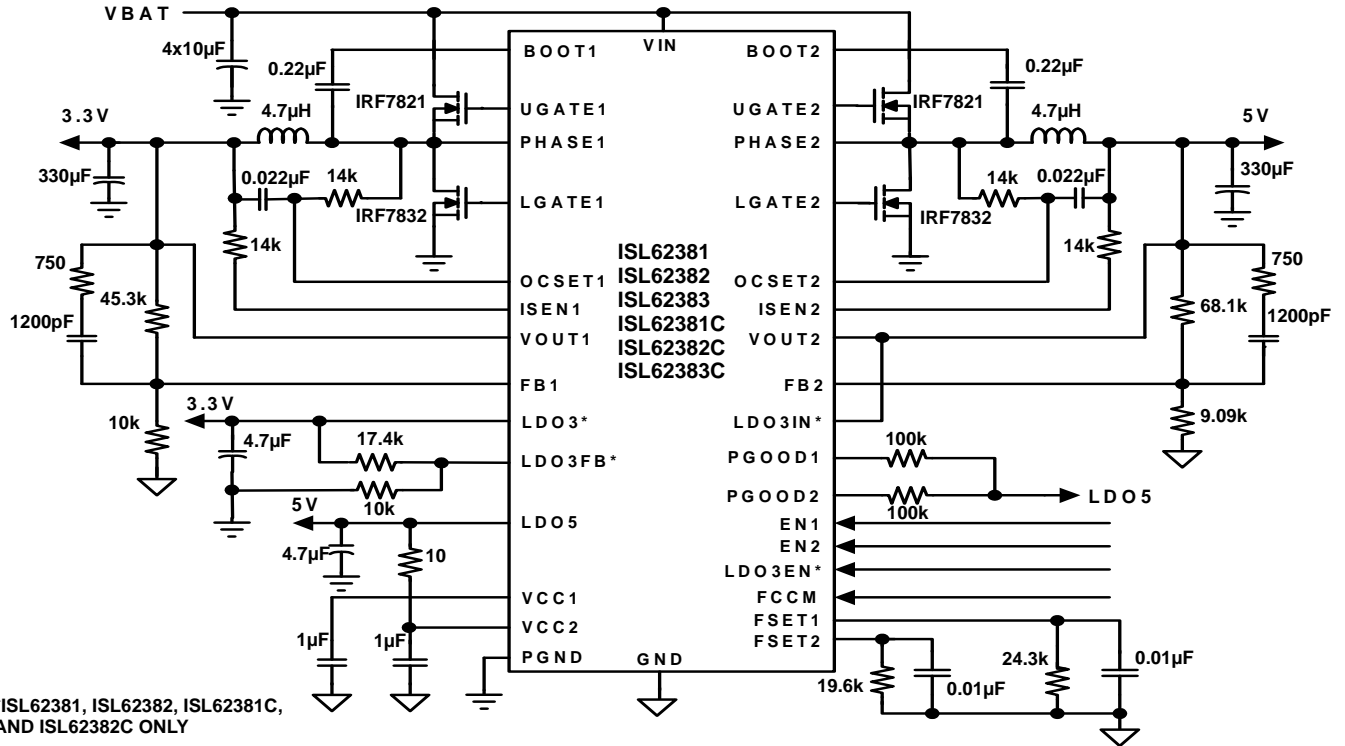 VBAT
4x10µF
0.22µF
BOOT1
VIN
BOOT2
0.22µF
IRF7821
UGATE1
UGATE2
IRF7821
3.3V
4.7µH
PHASE1
PHASE2
4.7µH
5V
330µF
0.022µF
14k
IRF7832
LGATE1
LGATE2
IRF7832
14k
0.022µF
330µF
14k
14k
ISL62381
ISL62382
ISL62383
ISL62381C
ISL62382C
ISL62383C
750
45.3k
1200pF
OCSET1
OCSET2
ISEN1
ISEN2
750
68.1k
1200pF
VOUT1
VOUT2
FB1
FB2
10k
3.3V
LDO3*
LDO3IN*
9.09k
4.7µF
17.4k
LDO3FB*
10k
PGOOD1
100k
PGOOD2
100k
LDO5
5V
LDO5
4.7µF
10
EN1
EN2
LDO3EN*
FCCM
VCC1
FSET1
1µF
1µF
VCC2
FSET2
PGND
GND
19.6k
0.01µF
24.3k
0.01µF
*ISL62381, ISL62382, ISL62381C,
AND ISL62382C ONLY